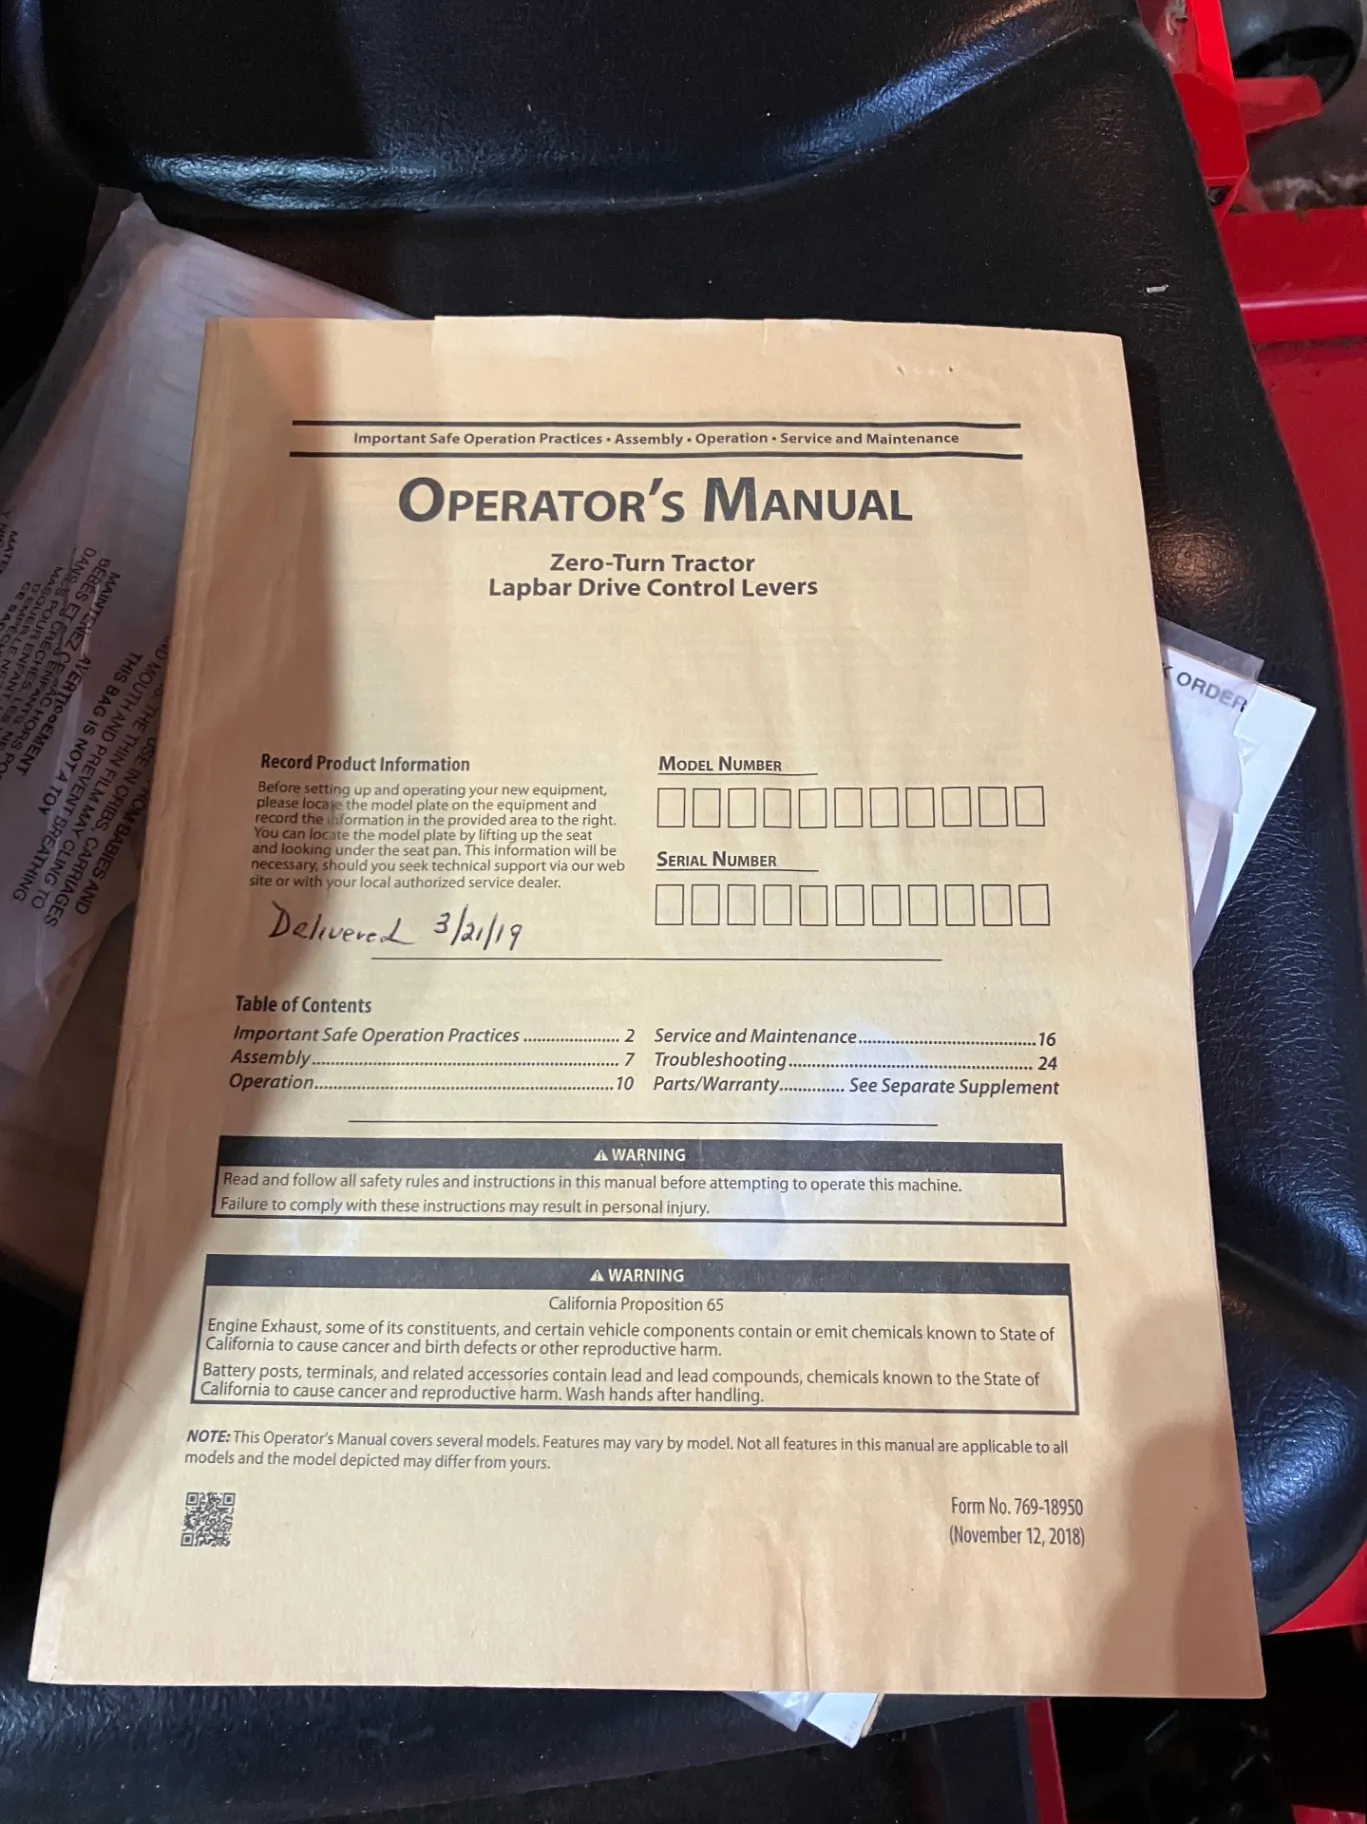 Important Safe Operation Practices • Assembly • Operation • Service and Maintenance
OPERATOR'S MANUAL
Zero-Turn Tractor
Lapbar Drive Control Levers
Record Product Information
Before setting up and operating your new equipment,
please locate the model plate on the equipment and
record the information in the provided area to the right.
You can locate the model plate by lifting up the seat
and looking under the seat pan. This information will be
necessary, should you seek technical support via our web
site or with your local authorized service dealer.
MODEL NUMBER
SERIAL NUMBER
Delivered 3/21/19
Table of Contents
Important Safe Operation Practices ...................... 2
Assembly...................................................................... 7
Operation.................................................................... 10
Service and Maintenance....................................... 16
Troubleshooting...................................................... 24
Parts/Warranty.............. See Separate Supplement
⚠ WARNING
Read and follow all safety rules and instructions in this manual before attempting to operate this machine.
Failure to comply with these instructions may result in personal injury.
⚠ WARNING
California Proposition 65
Engine Exhaust, some of its constituents, and certain vehicle components contain or emit chemicals known to State of
California to cause cancer and birth defects or other reproductive harm.
Battery posts, terminals, and related accessories contain lead and lead compounds, chemicals known to the State of
California to cause cancer and reproductive harm. Wash hands after handling.
NOTE: This Operator's Manual covers several models. Features may vary by model. Not all features in this manual are applicable to all
models and the model depicted may differ from yours.
Form No. 769-18950
(November 12, 2018)
ORDER
THIS BAG IS NOT A TOY
AVERTISSEMENT